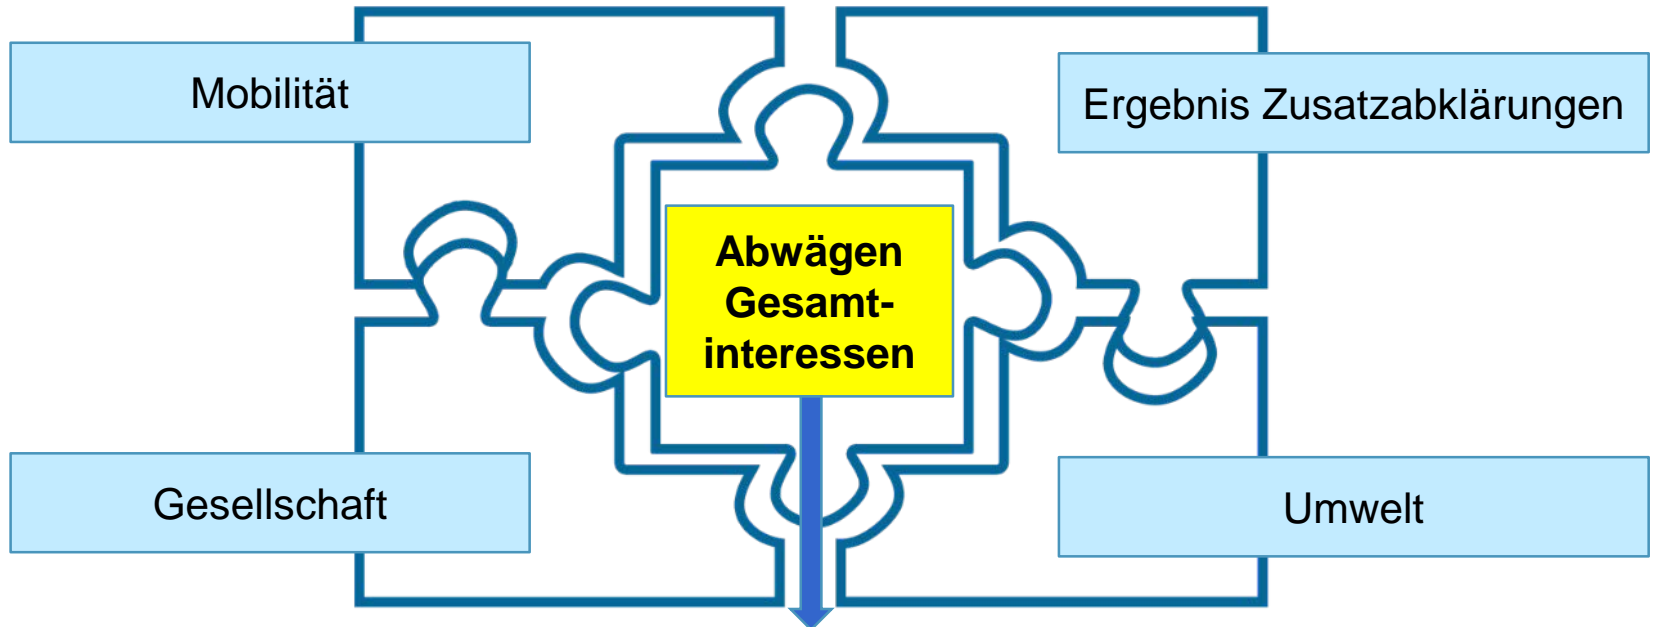 Mobilität
Ergebnis Zusatzabklärungen
Abwägen
Gesamt-
interessen
Gesellschaft
Umwelt